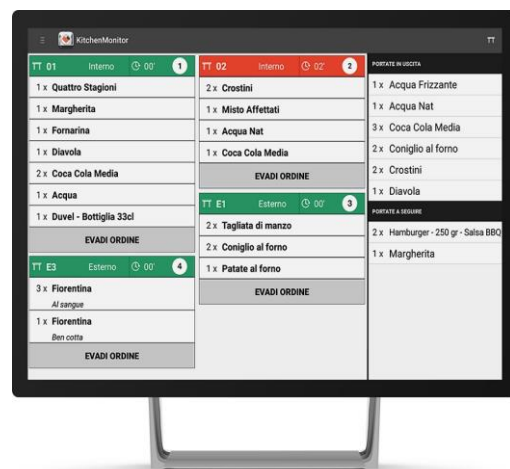 KitchenMonitor
01 Interno 00' 1
1 x Quattro Stagioni
1 x Margherita
1 x Fornarina
1 x Diavola
2 x Coca Cola Media
1 x Acqua
1 x Duvel - Bottiglia 33cl
EVADI ORDINE
E3 Esterno 00' 4
3 x Fiorentina
Al sangue
1 x Fiorentina
Ben cotta
EVADI ORDINE
02 Interno 02' 2
2 x Crostini
1 x Misto Affettati
1 x Acqua Nat
1 x Coca Cola Media
EVADI ORDINE
E1 Esterno 00' 3
2 x Tagliata di manzo
2 x Coniglio al forno
1 x Patate al forno
EVADI ORDINE
PORTATE IN USCITA
1 x Acqua Frizzante
1 x Acqua Nat
3 x Coca Cola Media
2 x Coniglio al forno
2 x Crostini
1 x Diavola
PORTATE A SEGUIRE
2 x Hamburger - 250 gr - Salsa BBQ
1 x Margherita